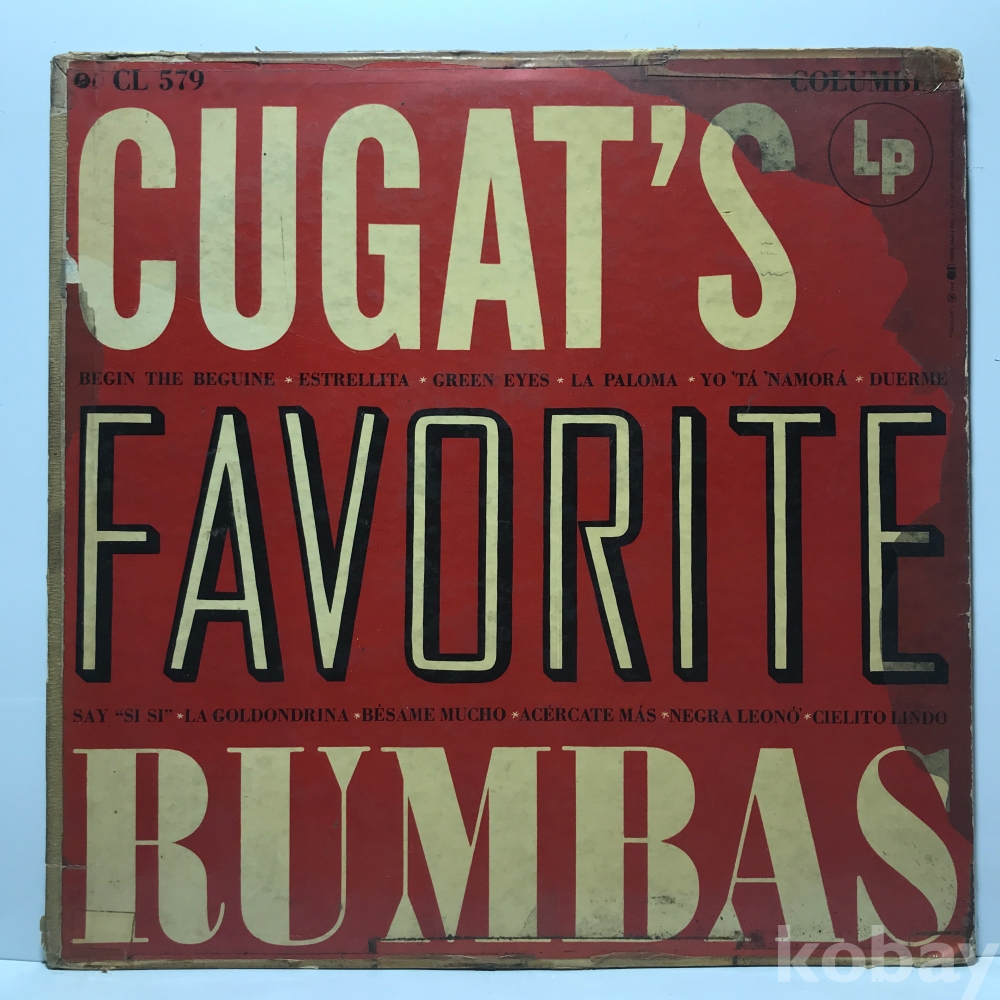 CL 579 COLUMBIA
LP
CUGAT'S
BEGIN THE BEGUINE * ESTRELLITA * GREEN EYES * LA PALOMA * YO 'TÁ 'NAMORÁ * DUERME
FAVORITE
SAY "SI SI" * LA GOLDONDRINA * BÉSAME MUCHO * ACÉRCATE MÁS * NEGRA LEONÓ' * CIELITO LINDO
RUMBAS
kobay